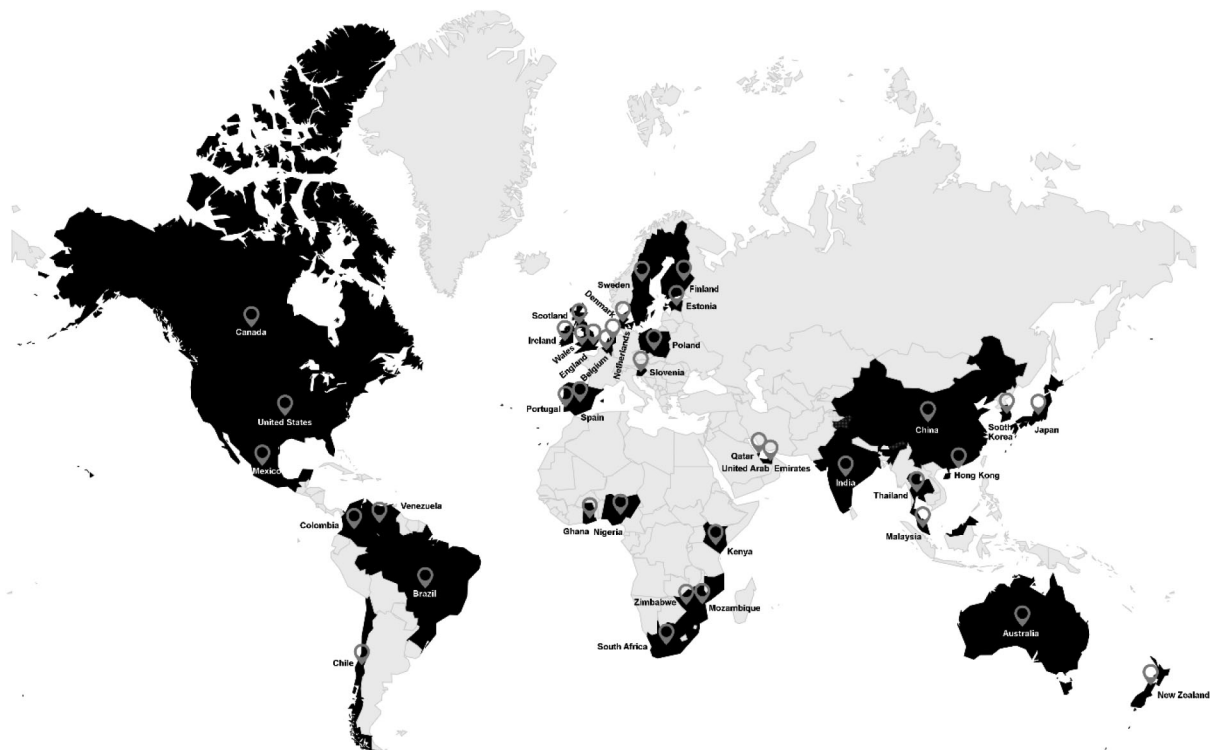 Canada
United States
Mexico
Venezuela
Colombia
Brazil
Chile
Sweden
Finland
Estonia
Denmark
Scotland
Ireland
Wales
England
Belgium
Netherlands
Poland
Slovenia
Portugal
Spain
Qatar
United Arab Emirates
Ghana
Nigeria
Kenya
Zimbabwe
Mozambique
South Africa
China
South
Korea
Japan
India
Hong Kong
Thailand
Malaysia
Australia
New Zealand